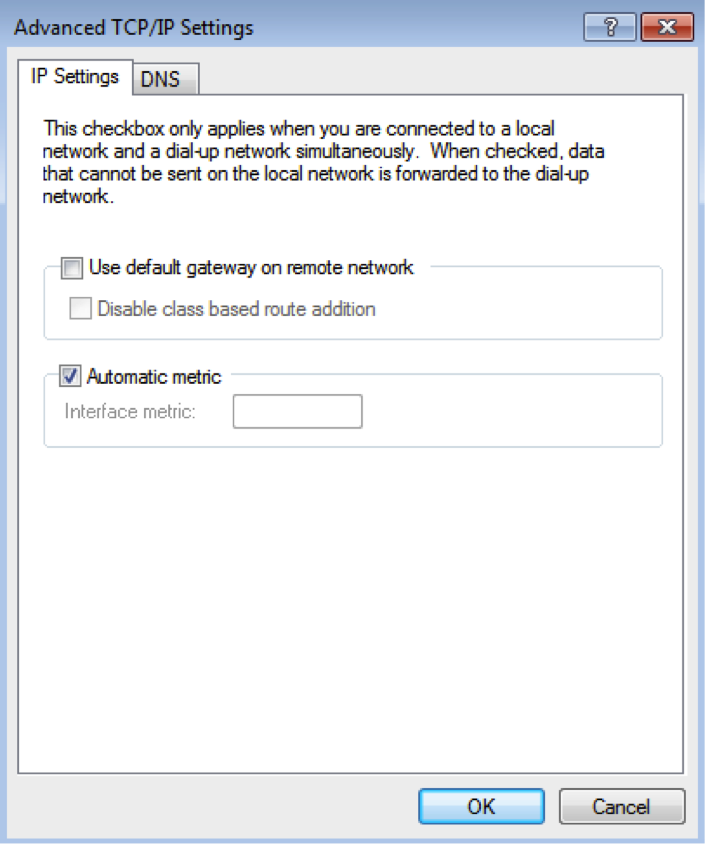 Advanced TCP/IP Settings
IP Settings
DNS
This checkbox only applies when you are connected to a local
network and a dial-up network simultaneously.  When checked, data
that cannot be sent on the local network is forwarded to the dial-up
network.
Use default gateway on remote network
Disable class based route addition
Automatic metric
Interface metric:
OK
Cancel